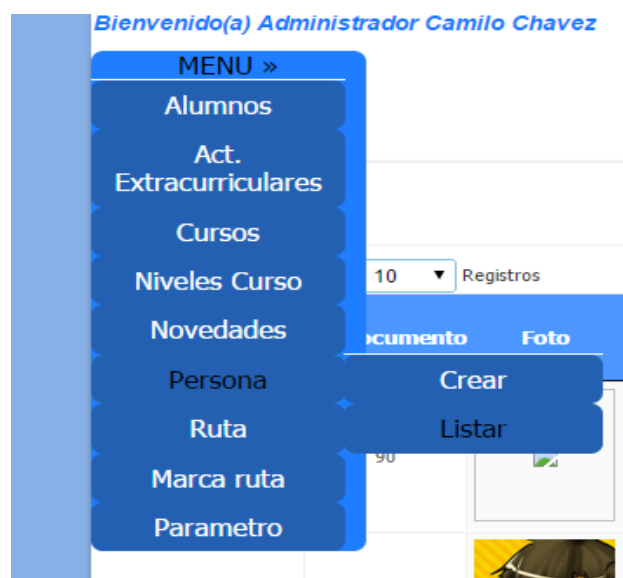 Bienvenido(a) Administrador Camilo Chavez
MENU »
Alumnos
Act.
Extracurriculares
Cursos
Niveles Curso
10 Registros
Novedades
Foto
Persona
Crear
Ruta
Listar
90
Marca ruta
Parametro